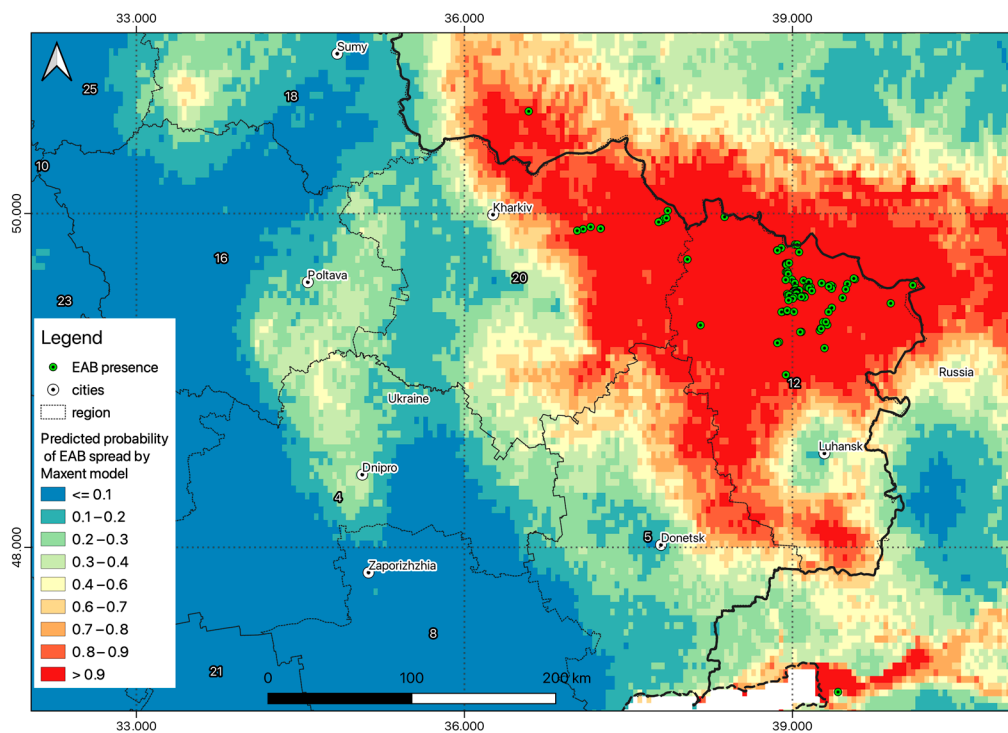 33.000 36.000 39.000
Sumy
25
18
10
50.000
Kharkiv
16
Poltava
20
23
Legend
EAB presence
cities
region
Predicted probability
of EAB spread by
Maxent model
<= 0.1
0.1–0.2
0.2–0.3
0.3–0.4
0.4–0.6
0.6–0.7
0.7–0.8
0.8–0.9
> 0.9
Russia
12
Ukraine
Luhansk
Dnipro
4
48.000
5 Donetsk
Zaporizhzhia
8
21
0 100 200 km
33.000 36.000 39.000